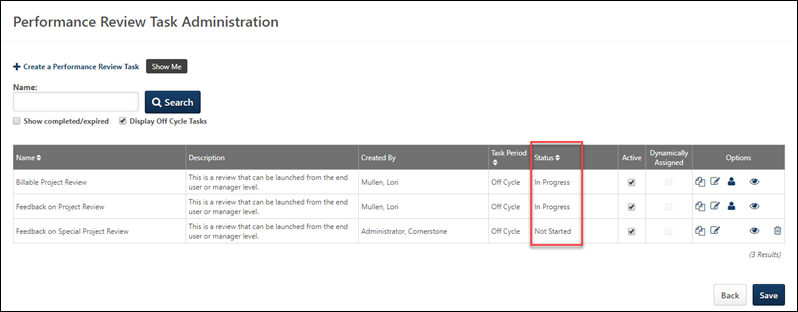 Performance Review Task Administration
Create a Performance Review Task Show Me
Name:
Search
Show completed/expired Display Off Cycle Tasks
Name Description Created By Task Period Status Active Dynamically Assigned Options
Billable Project Review This is a review that can be launched from the end user or manager level. Mullen, Lori Off Cycle In Progress
Feedback on Project Review This is a review that can be launched from the end user or manager level. Mullen, Lori Off Cycle In Progress
Feedback on Special Project Review This is a review that can be launched from the end user or manager level. Administrator, Cornerstone Off Cycle Not Started
(3 Results)
Back Save